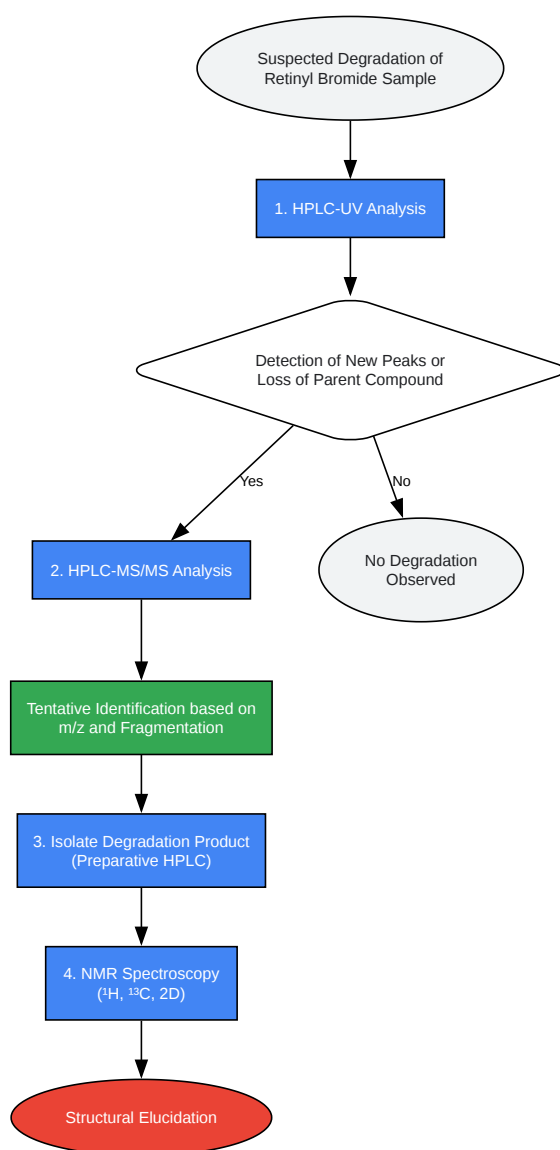 Suspected Degradation of
Retinyl Bromide Sample
1. HPLC-UV Analysis
Detection of New Peaks or
Loss of Parent Compound
Yes
No
2. HPLC-MS/MS Analysis
No Degradation
Observed
Tentative Identification based on
m/z and Fragmentation
3. Isolate Degradation Product
(Preparative HPLC)
4. NMR Spectroscopy
(¹H, ¹³C, 2D)
Structural Elucidation